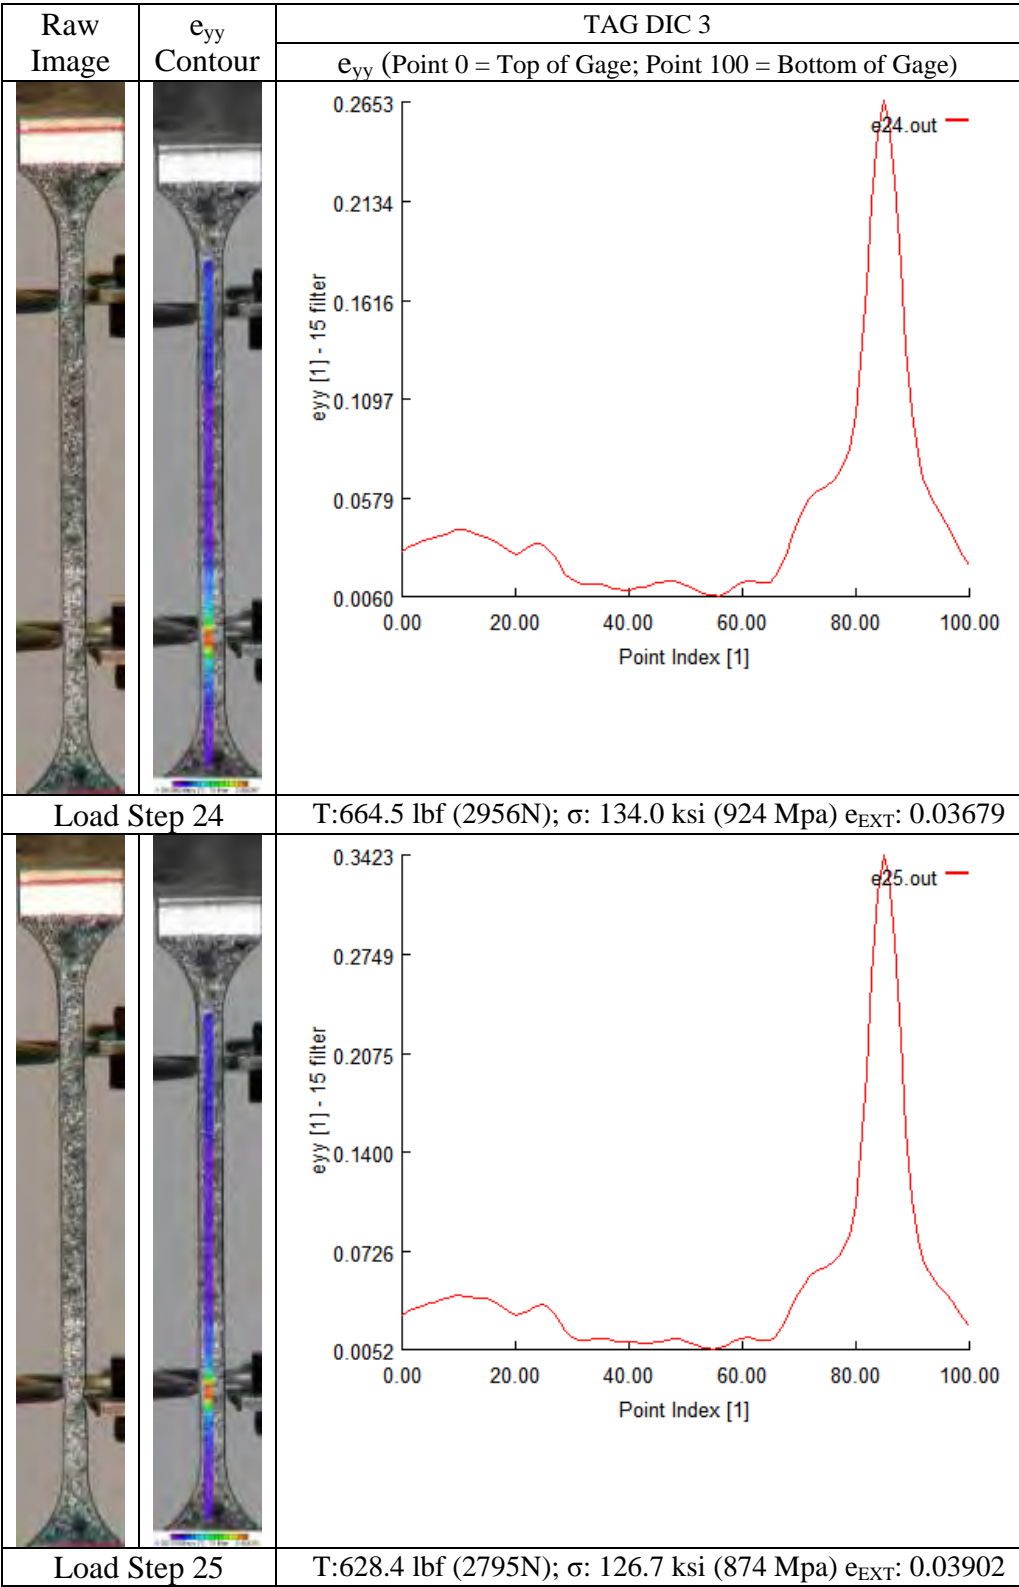 Raw Image
e_yy Contour
TAG DIC 3
e_yy (Point 0 = Top of Gage; Point 100 = Bottom of Gage)
0.2653
e24.out
0.2134
0.1616
0.1097
0.0579
0.0060
eyy [1] - 15 filter
0.00 20.00 40.00 60.00 80.00 100.00
Point Index [1]
Load Step 24
T:664.5 lbf (2956N); σ: 134.0 ksi (924 Mpa) e_EXT: 0.03679
0.3423
e25.out
0.2749
0.2075
0.1400
0.0726
0.0052
eyy [1] - 15 filter
0.00 20.00 40.00 60.00 80.00 100.00
Point Index [1]
Load Step 25
T:628.4 lbf (2795N); σ: 126.7 ksi (874 Mpa) e_EXT: 0.03902